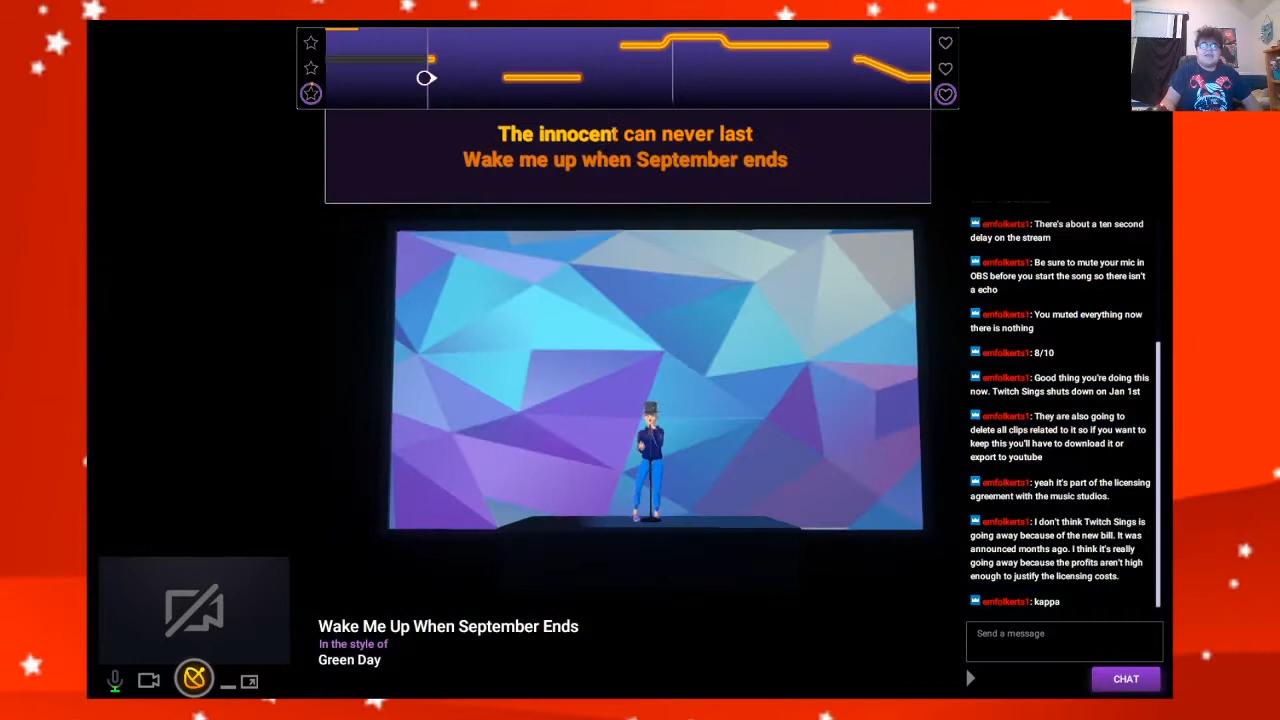 The innocent can never last
Wake me up when September ends
emfolkerts1: There's about a ten second
delay on the stream
emfolkerts1: Be sure to mute your mic in
OBS before you start the song so there isn't
a echo
emfolkerts1: You muted everything now
there is nothing
emfolkerts1: 8/10
emfolkerts1: Good thing you're doing this
now. Twitch Sings shuts down on Jan 1st
emfolkerts1: They are also going to
delete all clips related to it so if you want to
keep this you'll have to download it or
export to youtube
emfolkerts1: yeah it's part of the licensing
agreement with the music studios.
emfolkerts1: I don't think Twitch Sings is
going away because of the new bill. It was
announced months ago. I think it's really
going away because the profits aren't high
enough to justify the licensing costs.
emfolkerts1: kappa
Send a message
CHAT
Wake Me Up When September Ends
In the style of
Green Day